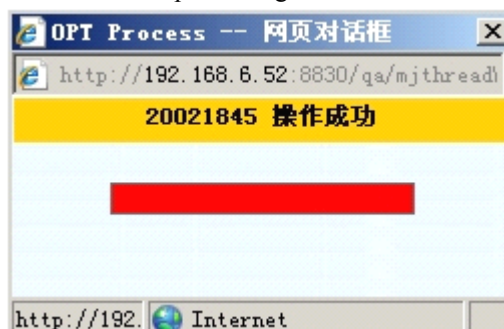 OPT Process -- 网页对话框
http://192.168.6.52:8830/qa/mjthread\
20021845 操作成功
http://192. Internet